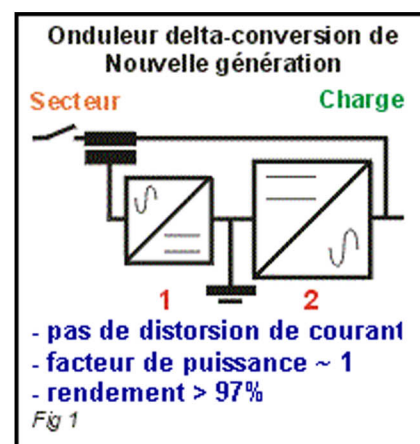 Onduleur delta-conversion de
Nouvelle génération
Secteur Charge
1 2
- pas de distorsion de courant
- facteur de puissance ~ 1
- rendement > 97%
Fig 1